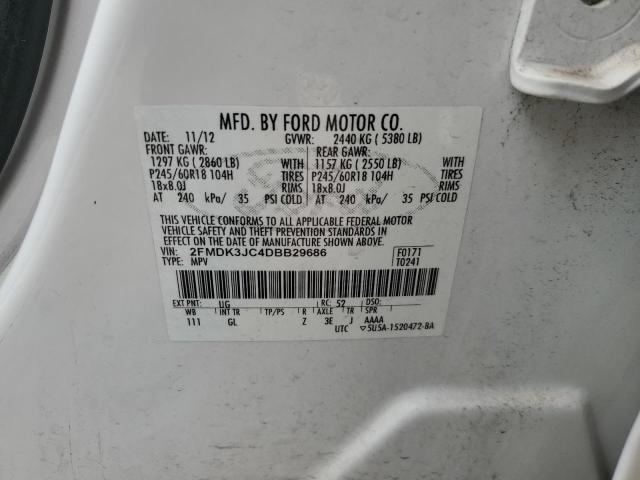 MFD. BY FORD MOTOR CO.
DATE: 11/12 GVWR: 2440 KG ( 5380 LB)
FRONT GAWR: REAR GAWR:
1297 KG ( 2860 LB) WITH 1157 KG ( 2550 LB) WITH
P245/60R18 104H TIRES P245/60R18 104H TIRES
18x8.0J RIMS 18x8.0J RIMS
AT 240 kPa/ 35 PSI COLD AT 240 kPa/ 35 PSI COLD
THIS VEHICLE CONFORMS TO ALL APPLICABLE FEDERAL MOTOR
VEHICLE SAFETY AND THEFT PREVENTION STANDARDS IN
EFFECT ON THE DATE OF MANUFACTURE SHOWN ABOVE.
VIN: 2FMDK3JC4DBB29686 F0171
TYPE: MPV T0241
EXT PNT: UG RC: 52 DSO:
WB INT TR TP/PS R AXLE TR SPR
111 GL Z 3E J AAAA
UTC ▽5U5A-1520472-BA